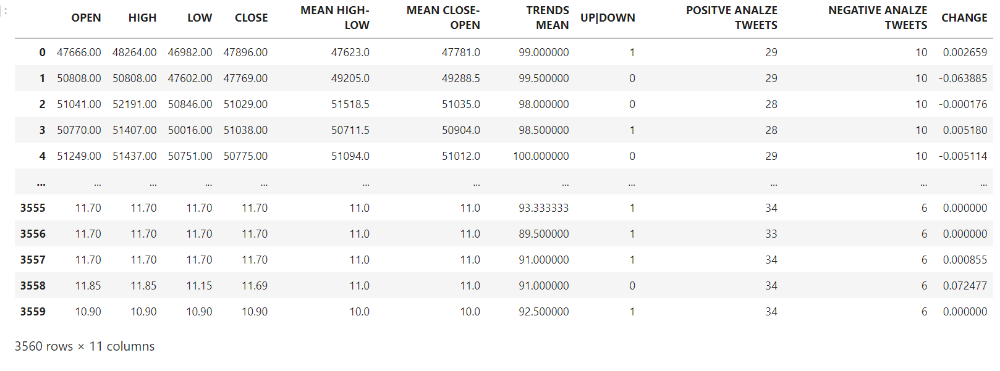 OPEN HIGH LOW CLOSE MEAN HIGH-LOW MEAN CLOSE-OPEN TRENDS MEAN UP|DOWN POSITVE ANALZE TWEETS NEGATIVE ANALZE TWEETS CHANGE
0 47666.00 48264.00 46982.00 47896.00 47623.0 47781.0 99.000000 1 29 10 0.002659
1 50808.00 50808.00 47602.00 47769.00 49205.0 49288.5 99.500000 0 29 10 -0.063885
2 51041.00 52191.00 50846.00 51029.00 51518.5 51035.0 98.000000 0 28 10 -0.000176
3 50770.00 51407.00 50016.00 51038.00 50711.5 50904.0 98.500000 1 28 10 0.005180
4 51249.00 51437.00 50751.00 50775.00 51094.0 51012.0 100.000000 0 29 10 -0.005114
... ... ... ... ... ... ... ... ... ... ... ...
3555 11.70 11.70 11.70 11.70 11.0 11.0 93.333333 1 34 6 0.000000
3556 11.70 11.70 11.70 11.70 11.0 11.0 89.500000 1 33 6 0.000000
3557 11.70 11.70 11.70 11.70 11.0 11.0 91.000000 1 34 6 0.000855
3558 11.85 11.85 11.15 11.69 11.0 11.0 91.000000 0 34 6 0.072477
3559 10.90 10.90 10.90 10.90 10.0 10.0 92.500000 1 34 6 0.000000
3560 rows × 11 columns